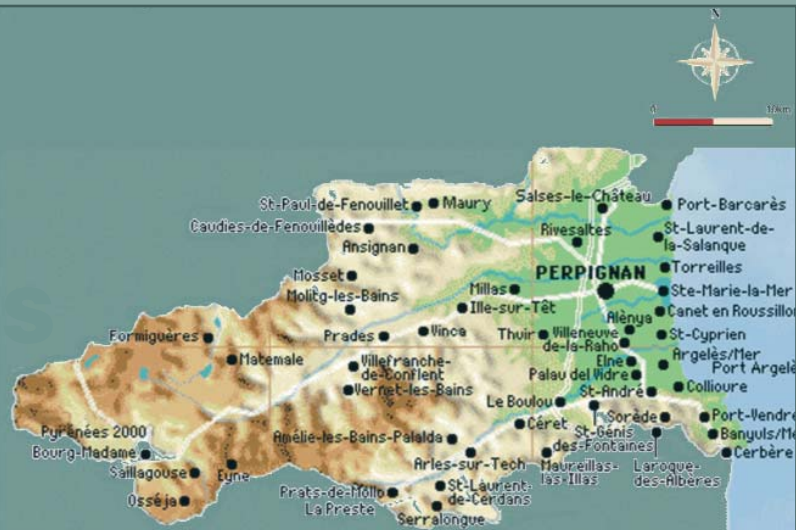 N
0
10km
St-Paul-de-Fenouillet
Maury
Salses-le-Château
Port-Barcarès
Caudies-de-Fenouillèdes
Rivesaltes
St-Laurent-de-
la-Salanque
Ansignan
PERPIGNAN
Torreilles
Mosset
Millas
Ste-Marie-la-Mer
Molitg-les-Bains
Ille-sur-Têt
Alènya
Canet en Roussillon
Formiguères
Prades
Vinca
Thuir
Villeneuve
de-la-Raho
St-Cyprien
Matemale
Villefranche-
de-Conflent
Elne
Argelès/Mer
Palau del Vidre
Port Argelè
Vernet-les-Bains
Le Boulou
St-André
Collioure
Pyrénées 2000
Bourg-Madame
Amélie-les-Bains-Palalda
Céret
St-Génis
des-Fontaines
Sorède
Port-Vendre
Banyuls/Me
Saillagouse
Eyne
Arles-sur-Tech
Maureillas-
las-Illas
Laroque-
des-Albères
Cerbère
Osséja
Prats-de-Mollo
La Preste
St-Laurent-
de-Cerdans
Serralongue